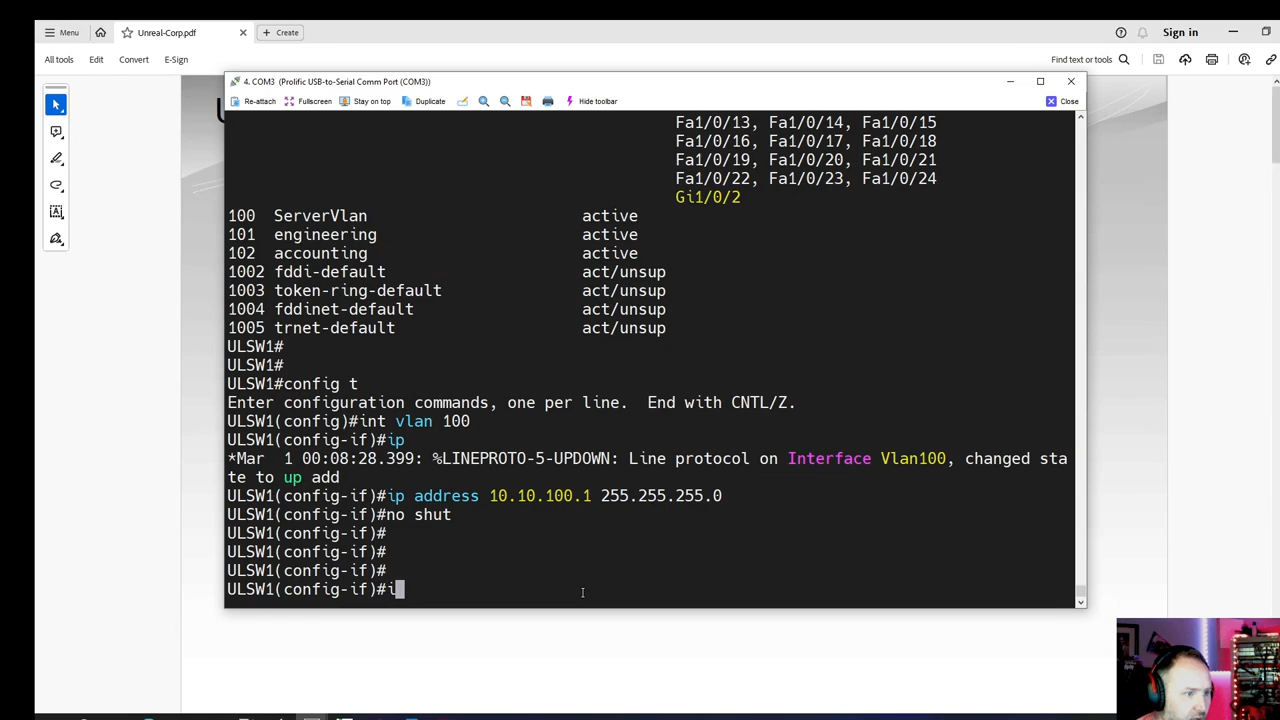 Menu
Unreal-Corp.pdf
Create
Sign in
All tools
Edit
Convert
E-Sign
Find text or tools
4. COM3 (Prolific USB-to-Serial Comm Port (COM3))
Re-attach
Fullscreen
Stay on top
Duplicate
Hide toolbar
Close
Fa1/0/13, Fa1/0/14, Fa1/0/15
Fa1/0/16, Fa1/0/17, Fa1/0/18
Fa1/0/19, Fa1/0/20, Fa1/0/21
Fa1/0/22, Fa1/0/23, Fa1/0/24
Gi1/0/2
100 ServerVlan active
101 engineering active
102 accounting active
1002 fddi-default act/unsup
1003 token-ring-default act/unsup
1004 fddinet-default act/unsup
1005 trnet-default act/unsup
ULSW1#
ULSW1#
ULSW1#config t
Enter configuration commands, one per line. End with CNTL/Z.
ULSW1(config)#int vlan 100
ULSW1(config-if)#ip
*Mar 1 00:08:28.399: %LINEPROTO-5-UPDOWN: Line protocol on Interface Vlan100, changed sta
te to up add
ULSW1(config-if)#ip address 10.10.100.1 255.255.255.0
ULSW1(config-if)#no shut
ULSW1(config-if)#
ULSW1(config-if)#
ULSW1(config-if)#
ULSW1(config-if)#i